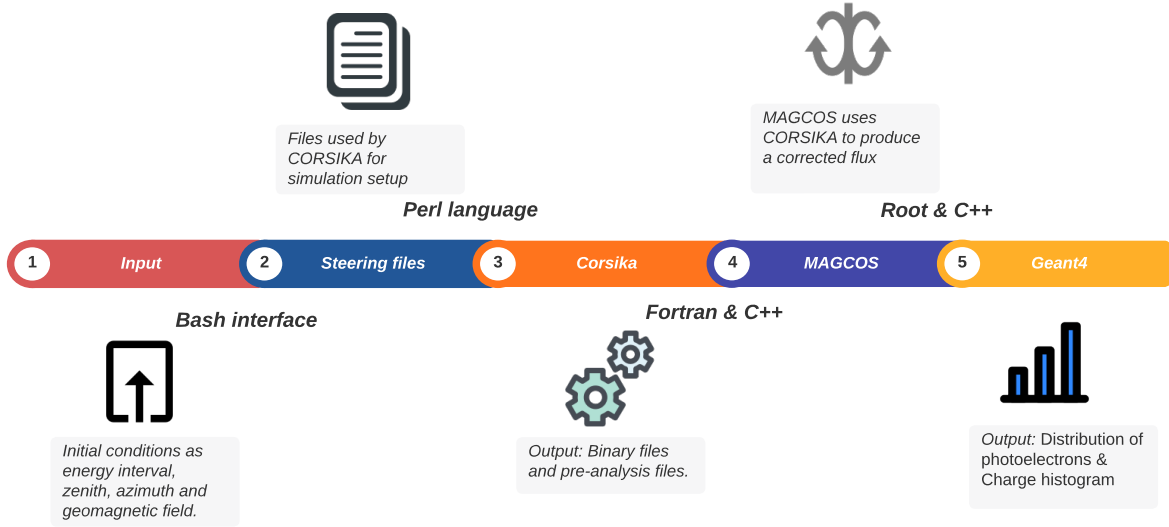 Files used by
CORSIKA for
simulation setup
MAGCOS uses
CORSIKA to produce
a corrected flux
Perl language
Root & C++
1 Input
2 Steering files
3 Corsika
4 MAGCOS
5 Geant4
Bash interface
Fortran & C++
Initial conditions as
energy interval,
zenith, azimuth and
geomagnetic field.
Output: Binary files
and pre-analysis files.
Output: Distribution of
photoelectrons &
Charge histogram